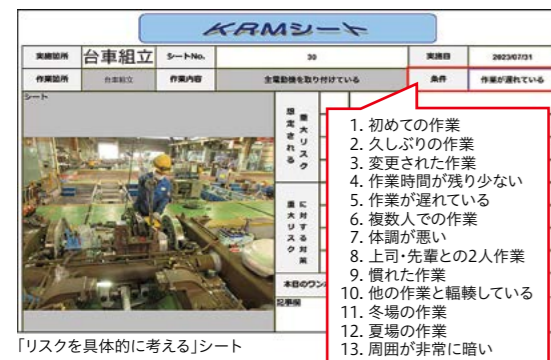 KRMシート
実施箇所 台車組立 シートNo. 30 実施日 2023/07/31
作業箇所 台車組立 作業内容 主電動機を取り付けている 条件 作業が遅れている
シート
想定される
重大リスク
重大リスク
に対する対策
本日のワン
記事欄
1. 初めての作業
2. 久しぶりの作業
3. 変更された作業
4. 作業時間が残り少ない
5. 作業が遅れている
6. 複数人での作業
7. 体調が悪い
8. 上司・先輩との2人作業
9. 慣れた作業
10. 他の作業と輻輳している
11. 冬場の作業
12. 夏場の作業
13. 周囲が非常に暗い
「リスクを具体的に考える」シート